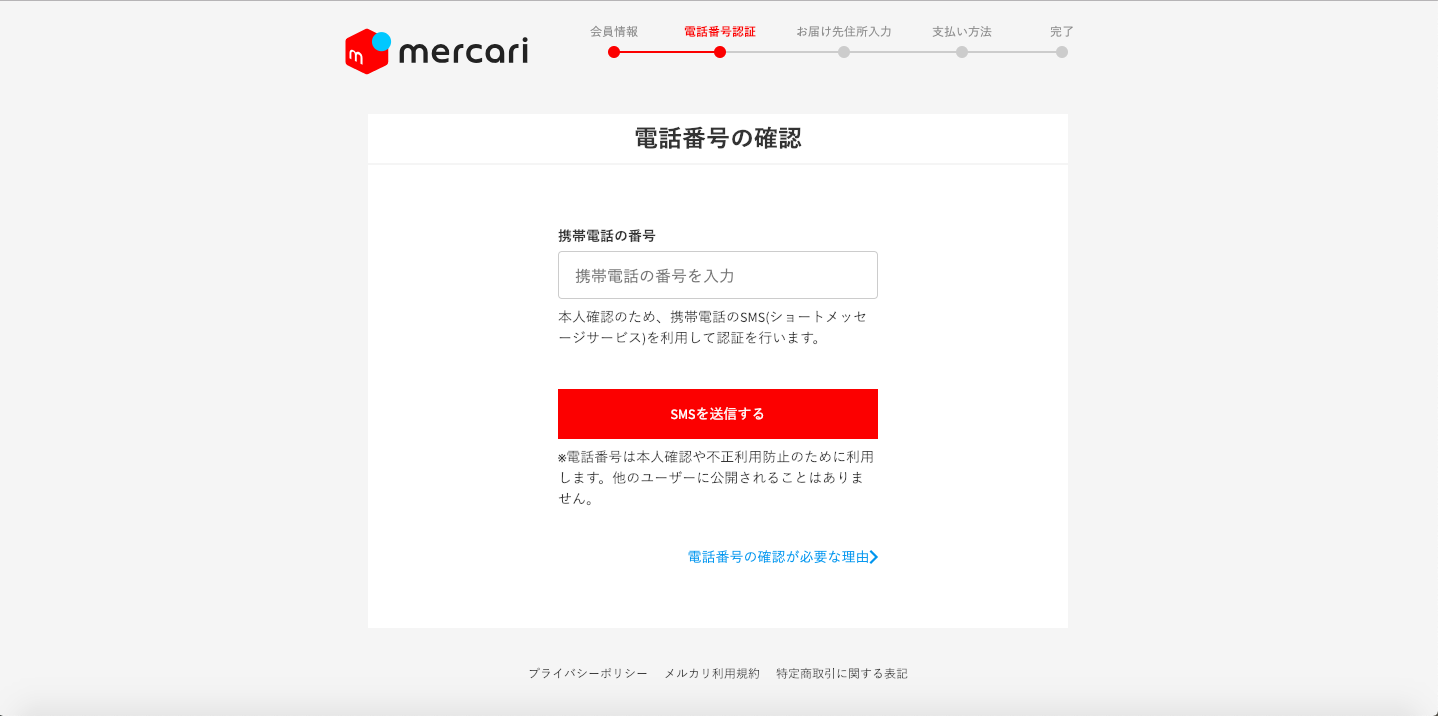 m mercari
会員情報 電話番号認証 お届け先住所入力 支払い方法 完了
電話番号の確認
携帯電話の番号
携帯電話の番号を入力
本人確認のため、携帯電話のSMS(ショートメッセ
ージサービス)を利用して認証を行います。
SMSを送信する
※電話番号は本人確認や不正利用防止のために利用
します。他のユーザーに公開されることはありま
せん。
電話番号の確認が必要な理由
プライバシーポリシー メルカリ利用規約 特定商取引に関する表記